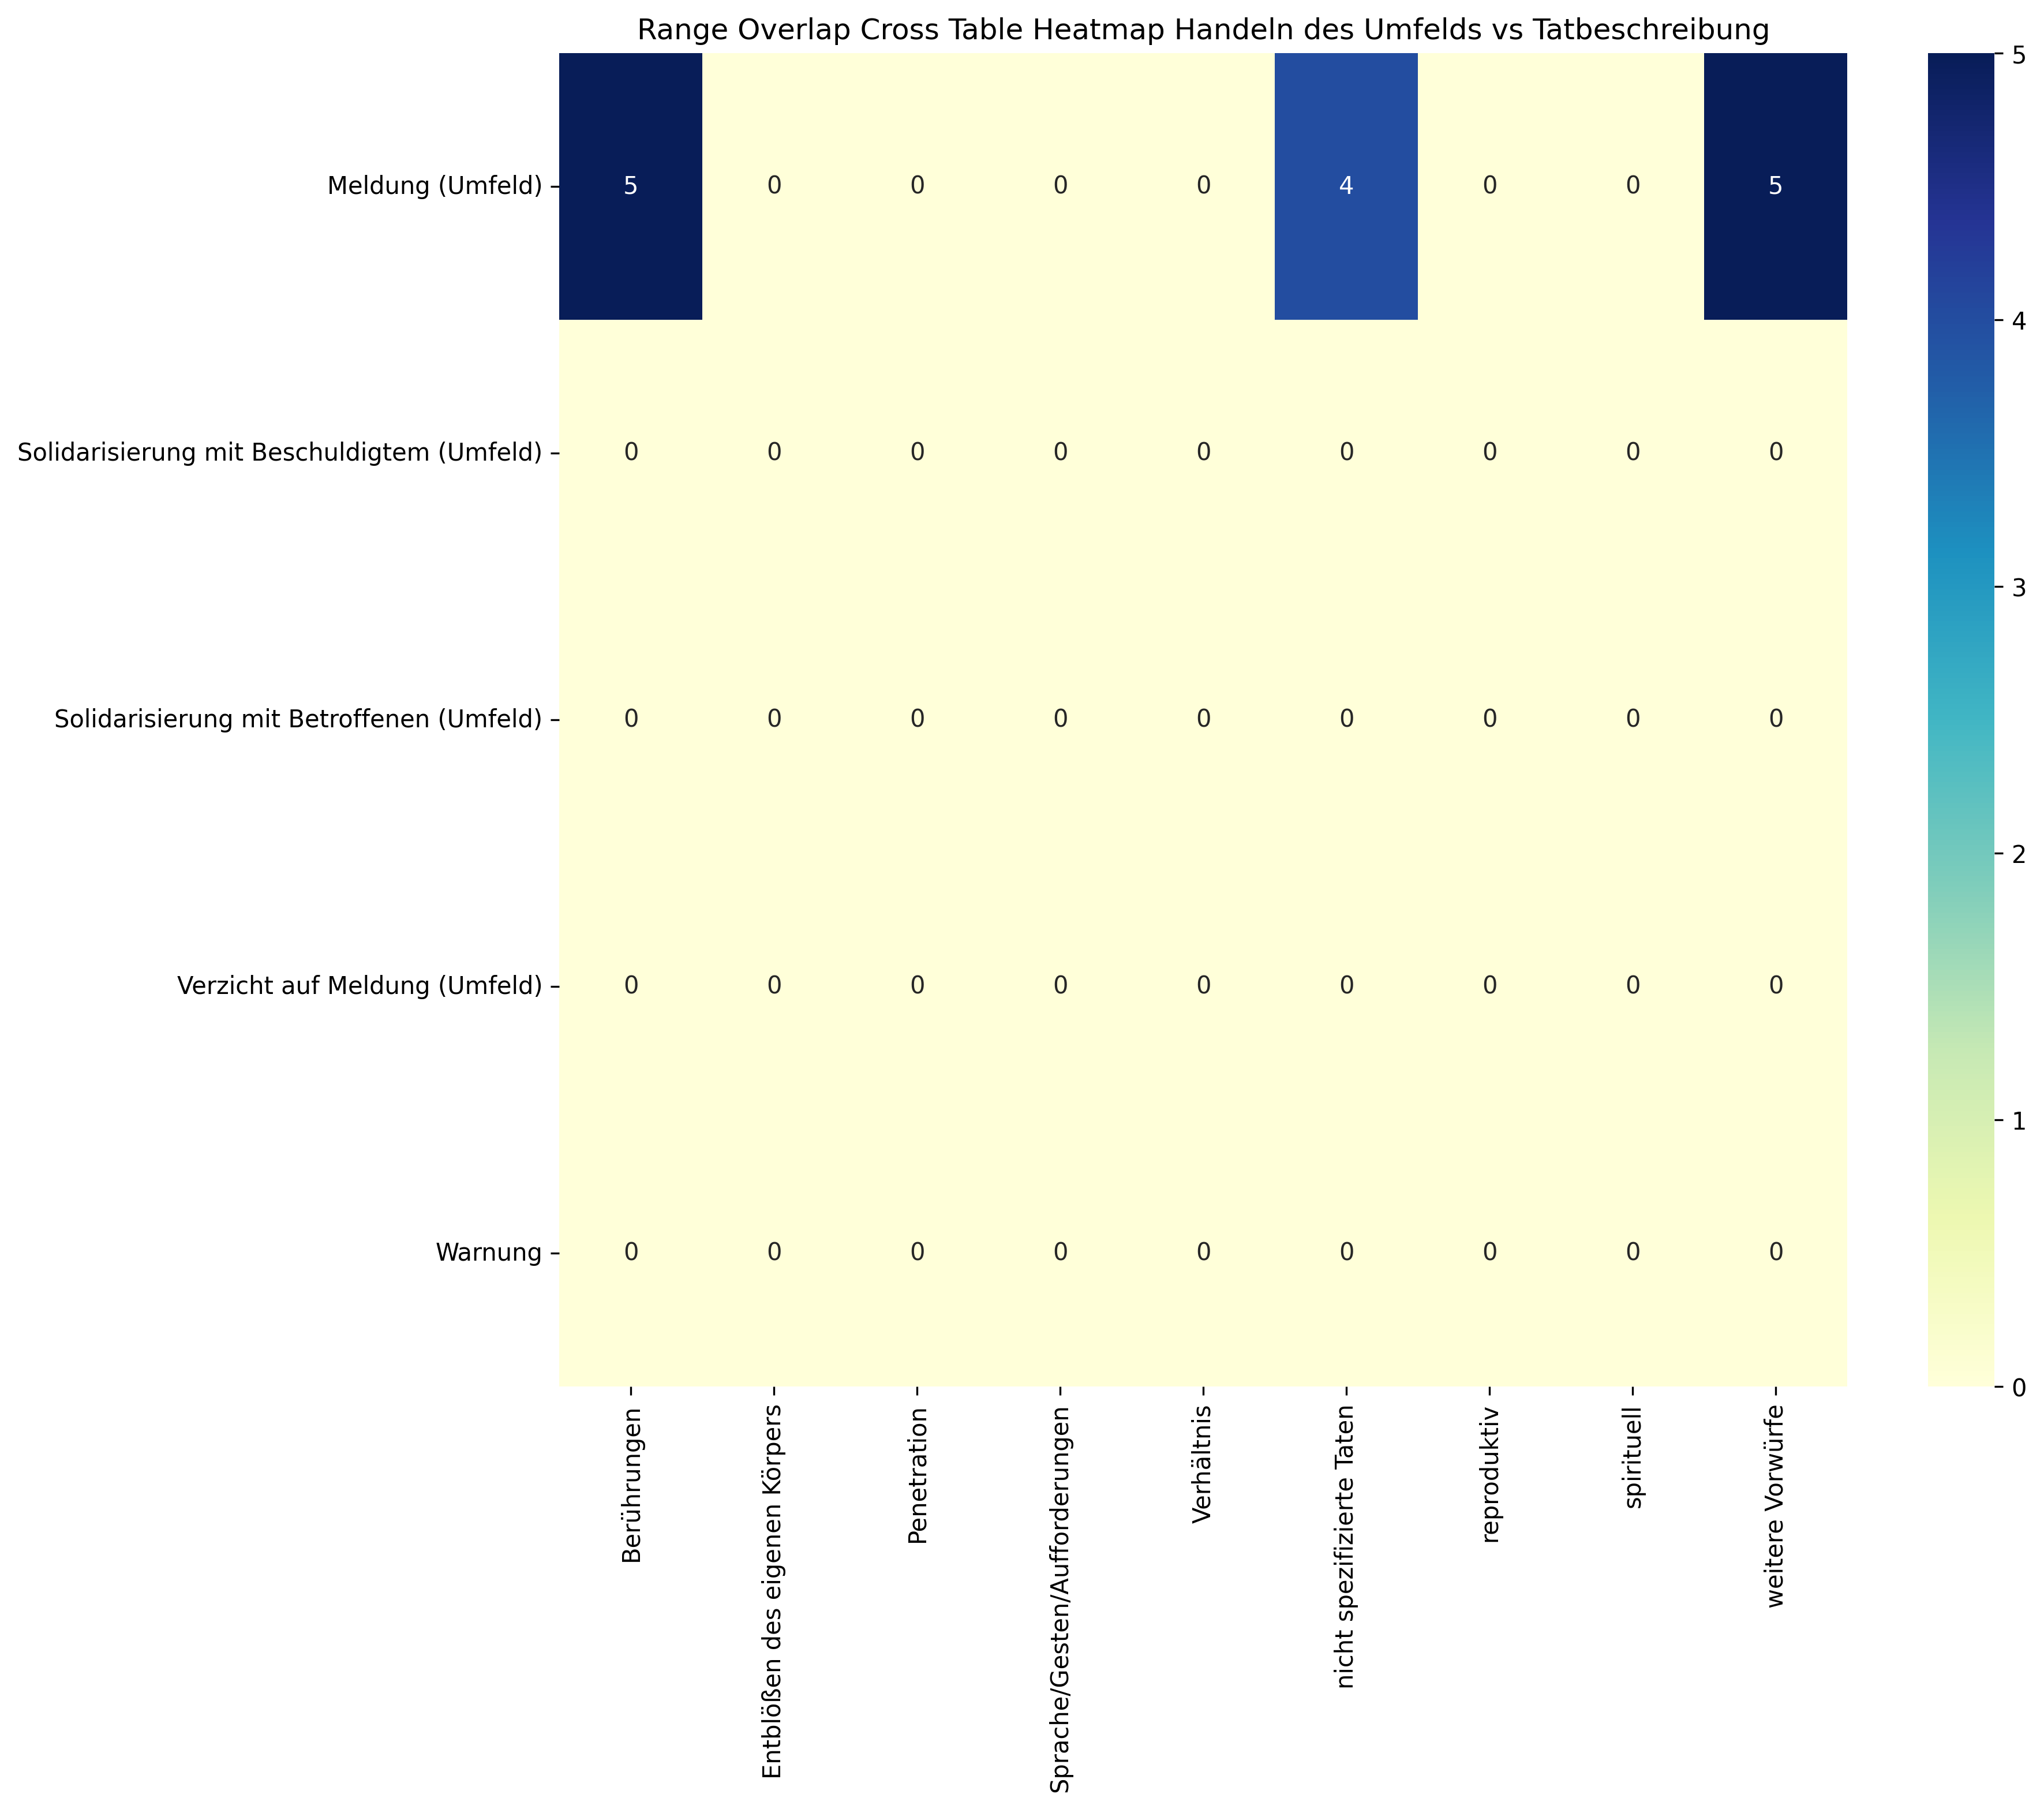 Range Overlap Cross Table Heatmap Handeln des Umfelds vs Tatbeschreibung
Meldung (Umfeld) 5 0 0 0 0 4 0 0 5
Solidarisierung mit Beschuldigtem (Umfeld) 0 0 0 0 0 0 0 0 0
Solidarisierung mit Betroffenen (Umfeld) 0 0 0 0 0 0 0 0 0
Verzicht auf Meldung (Umfeld) 0 0 0 0 0 0 0 0 0
Warnung 0 0 0 0 0 0 0 0 0
Berührungen
Entblößen des eigenen Körpers
Penetration
Sprache/Gesten/Aufforderungen
Verhältnis
nicht spezifizierte Taten
reproduktiv
spirituell
weitere Vorwürfe
5
4
3
2
1
0